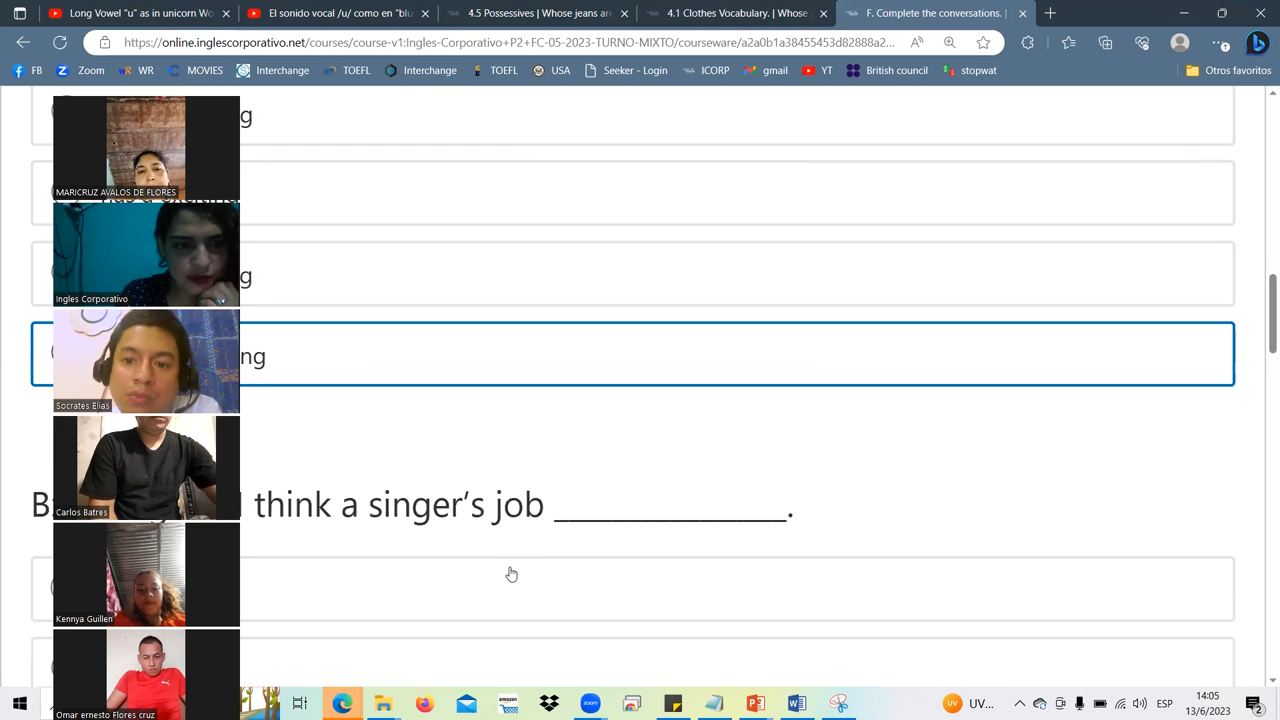 "u" as in unicorn Wo
El sonido vocal /u/ como en "blu
4.5 Possessives | Whose jeans are
4.1 Clothes Vocabulary. | Whose
F. Complete the conversations. |
https://online.inglescorporativo.net/courses/course-v1:Ingles-Corporativo+P2+FC-05-2023-TURNO-MIXTO/courseware/a2a0b1a38455453d82888a2...
FB
Zoom
WR
MOVIES
Interchange
TOEFL
Interchange
TOEFL
USA
Seeker - Login
ICORP
gmail
YT
British council
stopwat
Otros favoritos
g
MARICRUZ AVALOS DE FLORES
g
Ingles Corporativo
ng
Socrates Elias
I think a singer's job ____________.
Carlos Batres
Kennya Guillen
Omar ernesto Flores cruz
amazon
zoom
UV...
ESP
14:05
13/6/2023
2